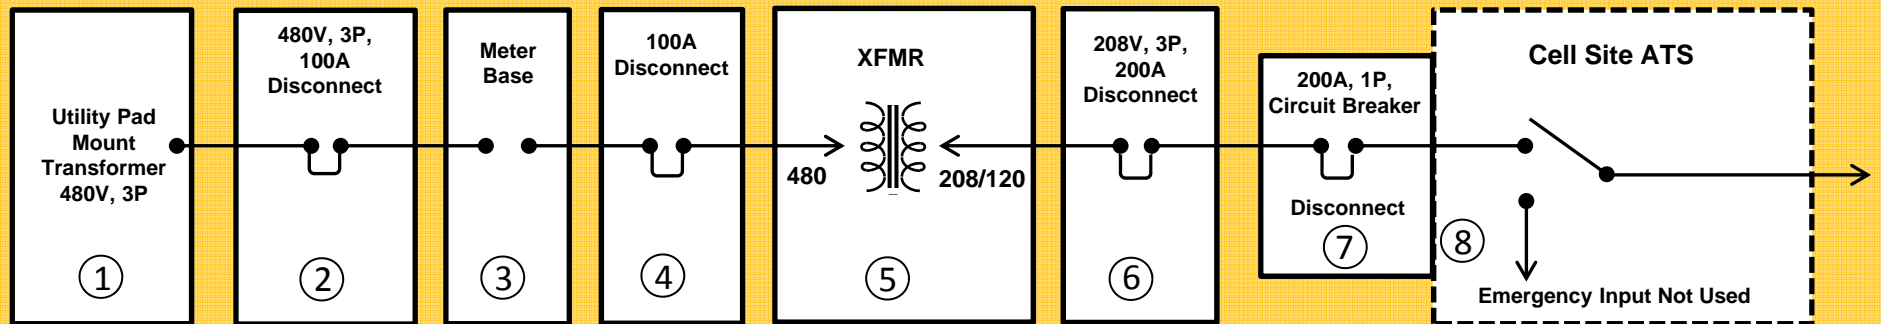 Utility Pad
Mount
Transformer
480V, 3P
①
480V, 3P,
100A
Disconnect
②
Meter
Base
③
100A
Disconnect
④
XFMR
480
208/120
⑤
208V, 3P,
200A
Disconnect
⑥
200A, 1P,
Circuit Breaker
Disconnect
⑦
Cell Site ATS
⑧
Emergency Input Not Used